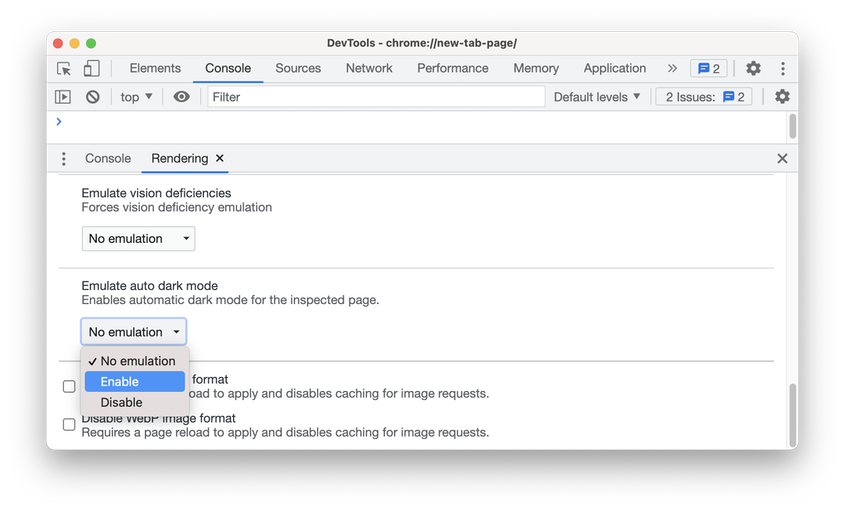 DevTools - chrome://new-tab-page/
Elements Console Sources Network Performance Memory Application » 2
top ▼ Filter Default levels ▼ 2 Issues: 2
>
Console Rendering ×
Emulate vision deficiencies
Forces vision deficiency emulation
No emulation
Emulate auto dark mode
Enables automatic dark mode for the inspected page.
No emulation
✓ No emulation
Enable
Disable
format
oad to apply and disables caching for image requests.
Disable WebP image format
Requires a page reload to apply and disables caching for image requests.